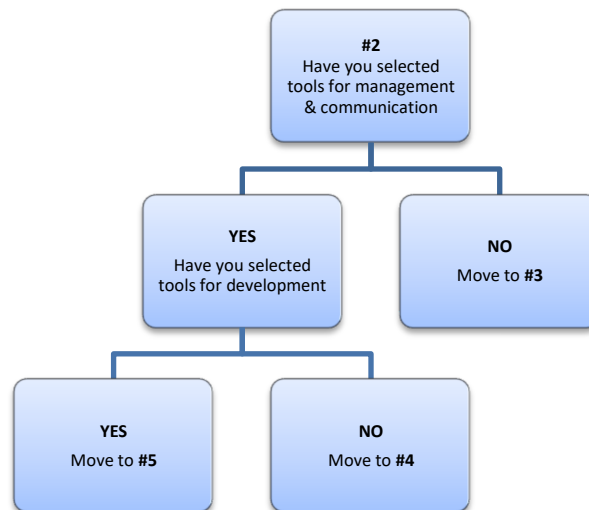 #2
Have you selected
tools for management
& communication
YES
Have you selected
tools for development
NO
Move to #3
YES
Move to #5
NO
Move to #4